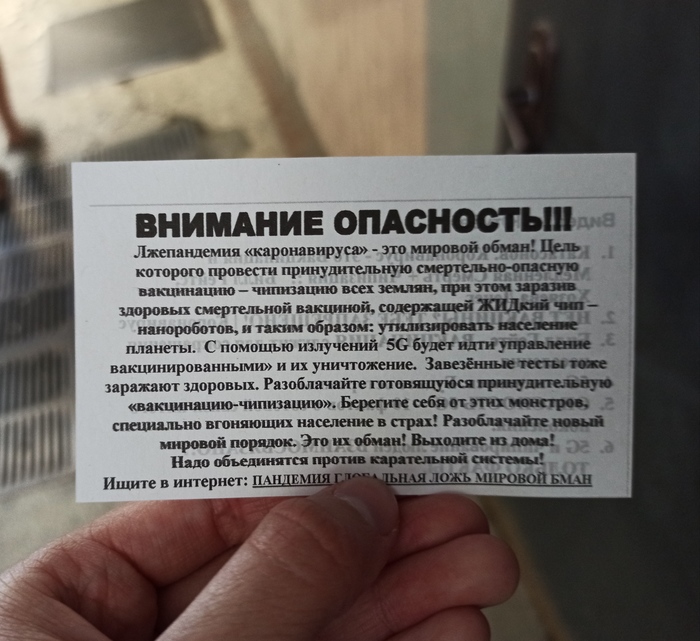 ВНИМАНИЕ ОПАСНОСТЬ!!!
Лжепандемия «каронавируса» - это мировой обман! Цель
которого провести принудительную смертельно-опасную
вакцинацию – чипизацию всех землян, при этом заразив
здоровых смертельной вакциной, содержащей ЖИДкий чип –
нанороботов, и таким образом: утилизировать население
планеты. С помощью излучений 5G будет идти управление
вакцинированными» и их уничтожение. Завезённые тесты тоже
заражают здоровых. Разоблачайте готовящуюся принудительную
«вакцинацию-чипизацию». Берегите себя от этих монстров,
специально вгоняющих население в страх! Разоблачайте новый
мировой порядок. Это их обман! Выходите из дома!
Надо объединятся против карательной системы!
Ищите в интернет: ПАНДЕМИЯ ГЛОБАЛЬНАЯ ЛОЖЬ МИРОВОЙ БМАН